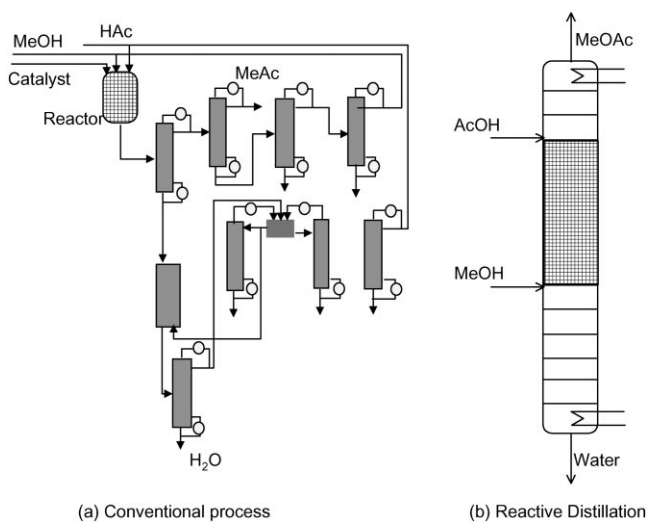 HAc
MeOH
Catalyst
Reactor
MeAc
H₂O
(a) Conventional process
MeOAc
AcOH
MeOH
Water
(b) Reactive Distillation